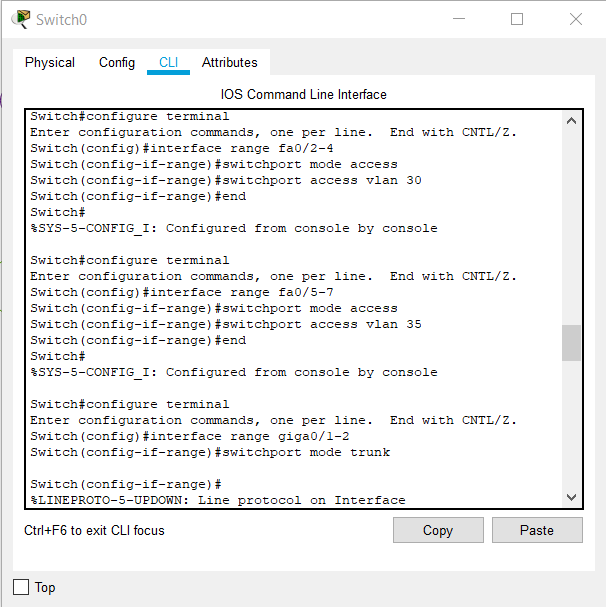 Switch0
Physical Config CLI Attributes
IOS Command Line Interface
Switch#configure terminal
Enter configuration commands, one per line.  End with CNTL/Z.
Switch(config)#interface range fa0/2-4
Switch(config-if-range)#switchport mode access
Switch(config-if-range)#switchport access vlan 30
Switch(config-if-range)#end
Switch#
%SYS-5-CONFIG_I: Configured from console by console
Switch#configure terminal
Enter configuration commands, one per line.  End with CNTL/Z.
Switch(config)#interface range fa0/5-7
Switch(config-if-range)#switchport mode access
Switch(config-if-range)#switchport access vlan 35
Switch(config-if-range)#end
Switch#
%SYS-5-CONFIG_I: Configured from console by console
Switch#configure terminal
Enter configuration commands, one per line.  End with CNTL/Z.
Switch(config)#interface range giga0/1-2
Switch(config-if-range)#switchport mode trunk
Switch(config-if-range)#
%LINEPROTO-5-UPDOWN: Line protocol on Interface
Ctrl+F6 to exit CLI focus Copy Paste
Top